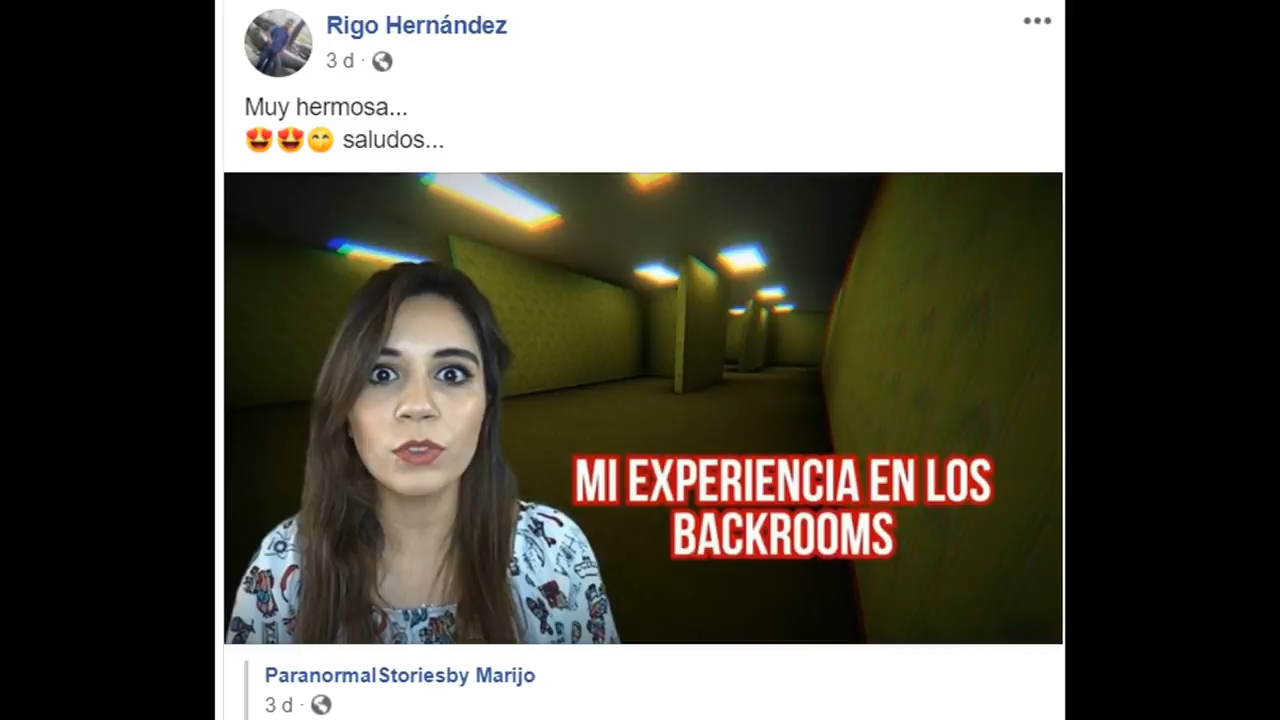 Rigo Hernández
3 d ·
Muy hermosa...
😍😍😋 saludos...
MI EXPERIENCIA EN LOS
BACKROOMS
ParanormalStoriesby Marijo
3 d ·